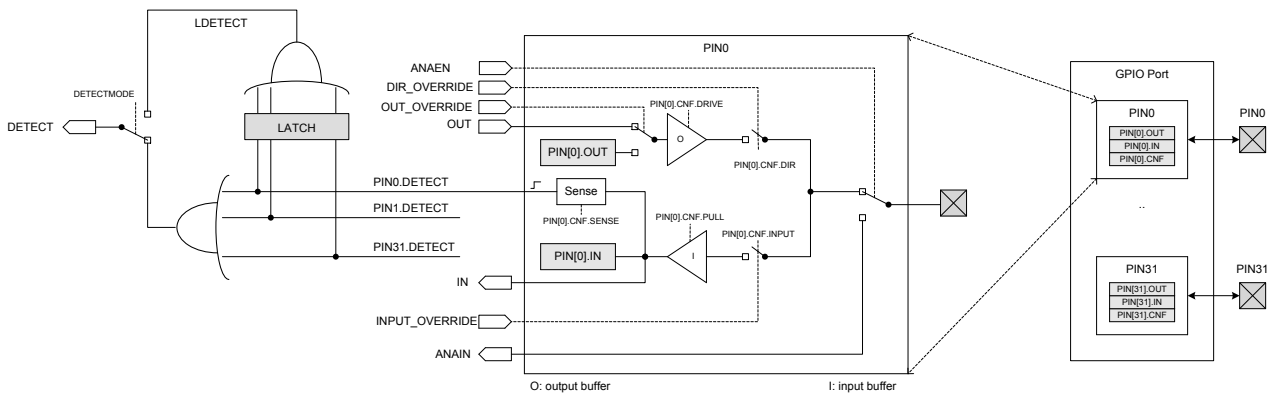 LDETECT
DETECTMODE
DETECT
LATCH
PIN0.DETECT
PIN1.DETECT
PIN31.DETECT
PIN0
ANAEN
DIR_OVERRIDE
OUT_OVERRIDE
OUT
PIN[0].CNF.DRIVE
O
PIN[0].OUT
PIN[0].CNF.DIR
Sense
PIN[0].CNF.SENSE
PIN[0].CNF.PULL
PIN[0].CNF.INPUT
PIN[0].IN
I
IN
INPUT_OVERRIDE
ANAIN
O: output buffer
I: input buffer
GPIO Port
PIN0
PIN[0].OUT
PIN[0].IN
PIN[0].CNF
PIN0
..
PIN31
PIN[31].OUT
PIN[31].IN
PIN[31].CNF
PIN31